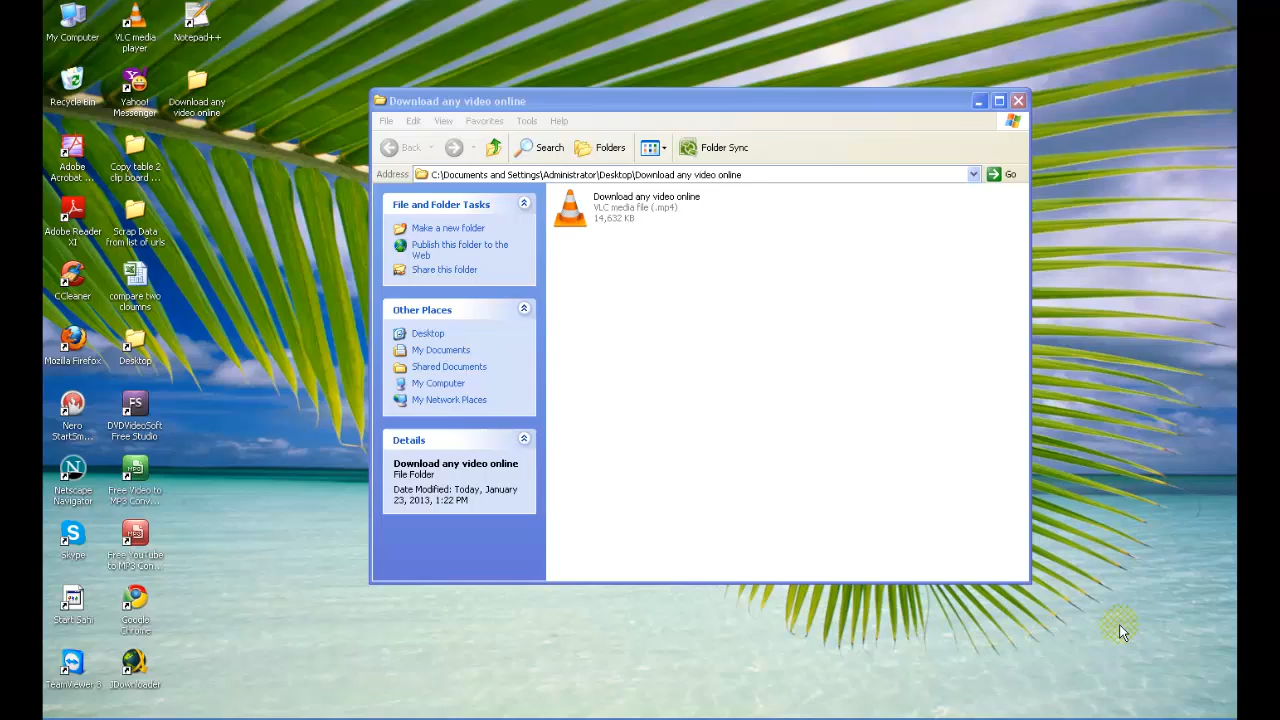 My Computer
VLC media
player
Notepad++
Recycle Bin
Yahoo!
Messenger
Download any
video online
Adobe
Acrobat ...
Copy table 2
clip board ...
Adobe Reader
XI
Scrap Data
from list of urls
CCleaner
compare two
cloumns
Mozilla Firefox
Desktop
Nero
StartSm...
FS
DVDVideoSoft
Free Studio
Netscape
Navigator
Free Video to
MP3 Conv...
Skype
Free YouTube
to MP3 Con...
Start Sahi
Google
Chrome
TeamViewer 8
JDownloader
Download any video online
File Edit View Favorites Tools Help
Back Search Folders Folder Sync
Address C:\Documents and Settings\Administrator\Desktop\Download any video online Go
File and Folder Tasks
Make a new folder
Publish this folder to the
Web
Share this folder
Other Places
Desktop
My Documents
Shared Documents
My Computer
My Network Places
Details
Download any video online
File Folder
Date Modified: Today, January
23, 2013, 1:22 PM
Download any video online
VLC media file (.mp4)
14,632 KB